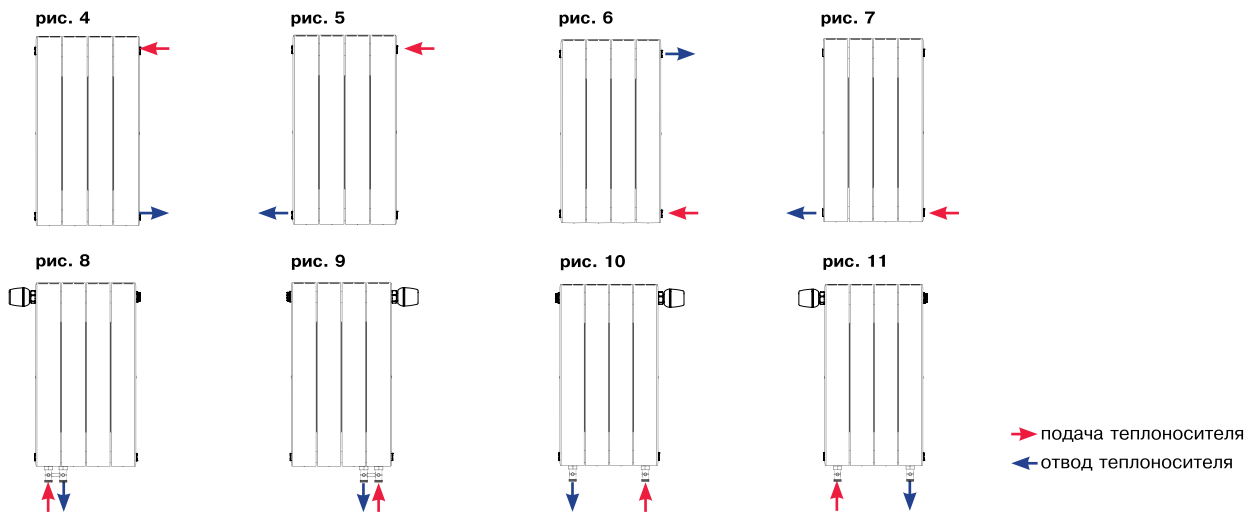 рис. 4
рис. 5
рис. 6
рис. 7
рис. 8
рис. 9
рис. 10
рис. 11
подача теплоносителя
отвод теплоносителя